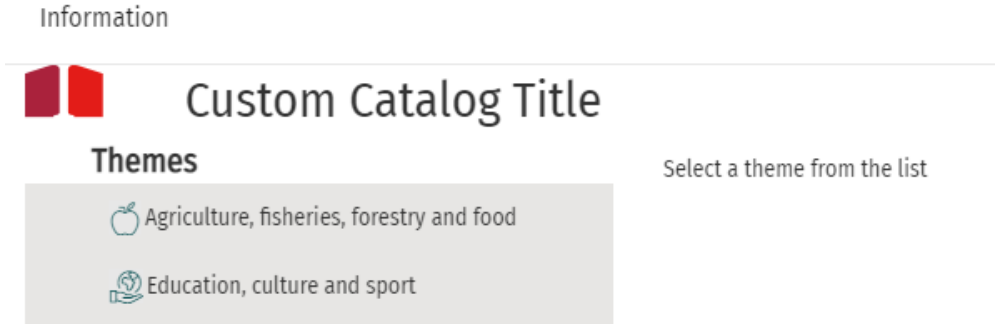 Information
Custom Catalog Title
Themes
Select a theme from the list
Agriculture, fisheries, forestry and food
Education, culture and sport